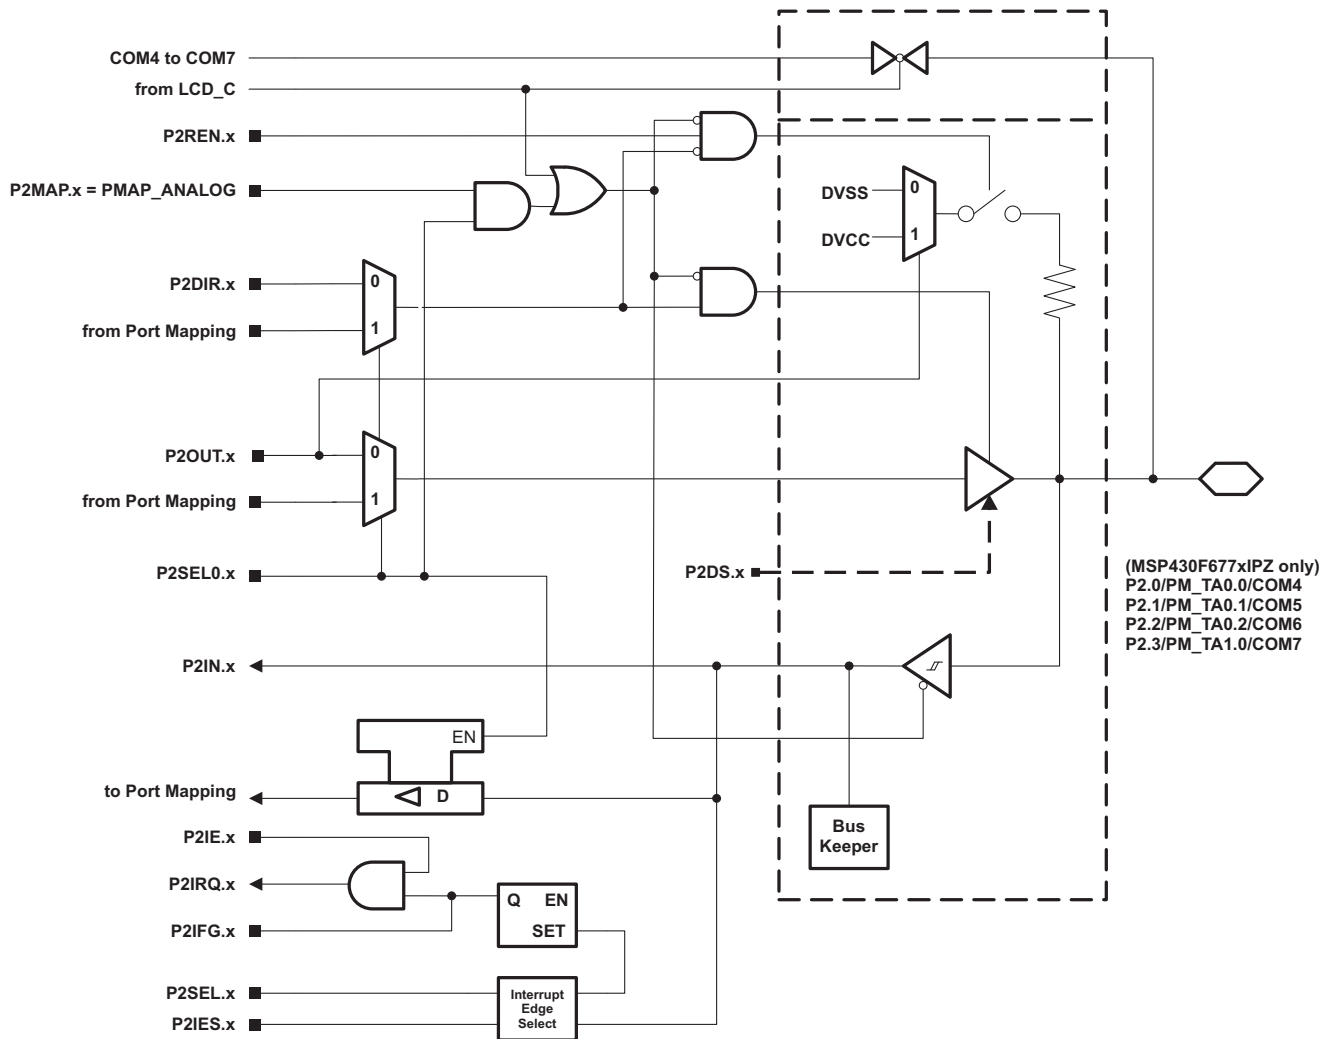 COM4 to COM7
from LCD_C
P2REN.x
P2MAP.x = PMAP_ANALOG
DVSS
0
DVCC
1
P2DIR.x
0
from Port Mapping
1
P2OUT.x
0
from Port Mapping
1
P2SEL0.x
P2DS.x
(MSP430F677xIPZ only)
P2.0/PM_TA0.0/COM4
P2.1/PM_TA0.1/COM5
P2.2/PM_TA0.2/COM6
P2.3/PM_TA1.0/COM7
P2IN.x
EN
to Port Mapping
D
Bus
Keeper
P2IE.x
P2IRQ.x
Q EN
SET
P2IFG.x
P2SEL.x
P2IES.x
Interrupt
Edge
Select